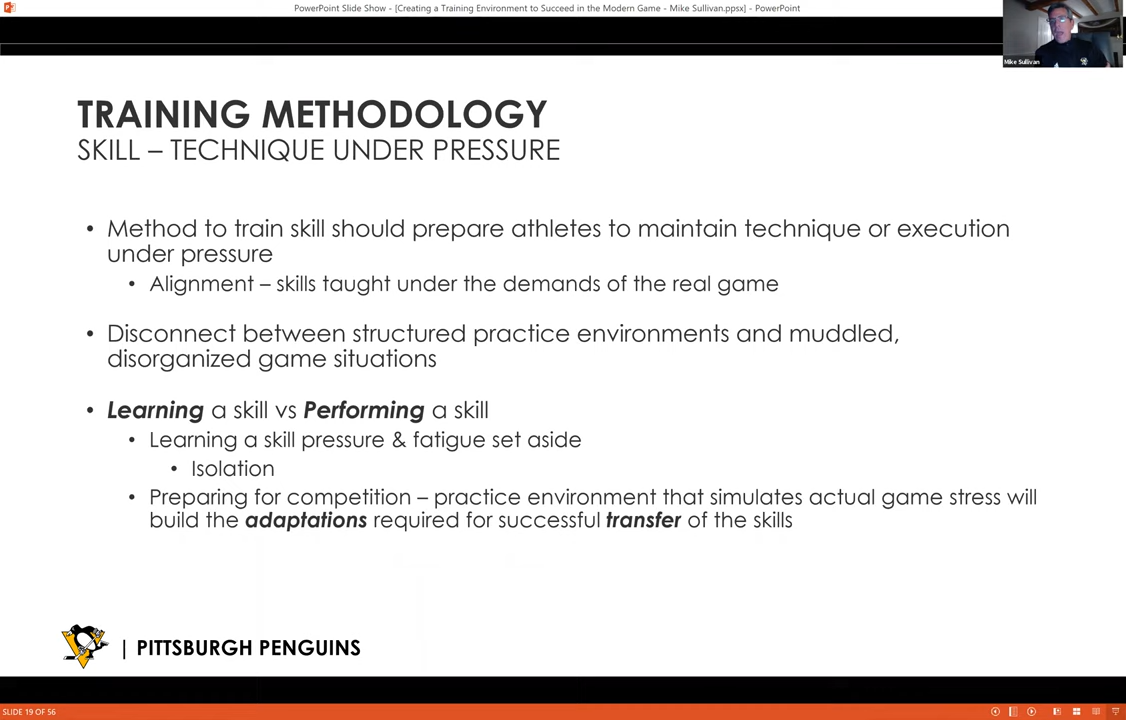 PowerPoint Slide Show - [Creating a Training Environment to Succeed in the Modern Game - Mike Sullivan.ppsx] - PowerPoint
Mike Sullivan
TRAINING METHODOLOGY
SKILL – TECHNIQUE UNDER PRESSURE
• Method to train skill should prepare athletes to maintain technique or execution
under pressure
• Alignment – skills taught under the demands of the real game
• Disconnect between structured practice environments and muddled,
disorganized game situations
• Learning a skill vs Performing a skill
• Learning a skill pressure & fatigue set aside
• Isolation
• Preparing for competition – practice environment that simulates actual game stress will
build the adaptations required for successful transfer of the skills
| PITTSBURGH PENGUINS
SLIDE 19 OF 56